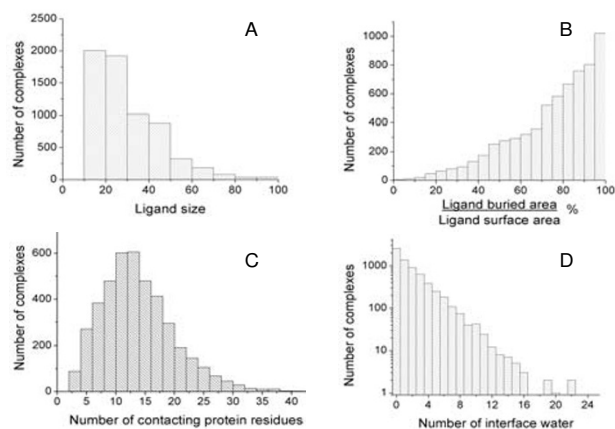 A
Number of complexes
2500
2000
1500
1000
500
0
0 20 40 60 80 100
Ligand size
B
Number of complexes
1000
800
600
400
200
0
0 20 40 60 80 100
Ligand buried area
%
Ligand surface area
C
Number of complexes
600
400
200
0
0 5 10 15 20 25 30 35 40
Number of contacting protein residues
D
Number of complexes
1000
100
10
1
0 4 8 12 16 20 24
Number of interface water